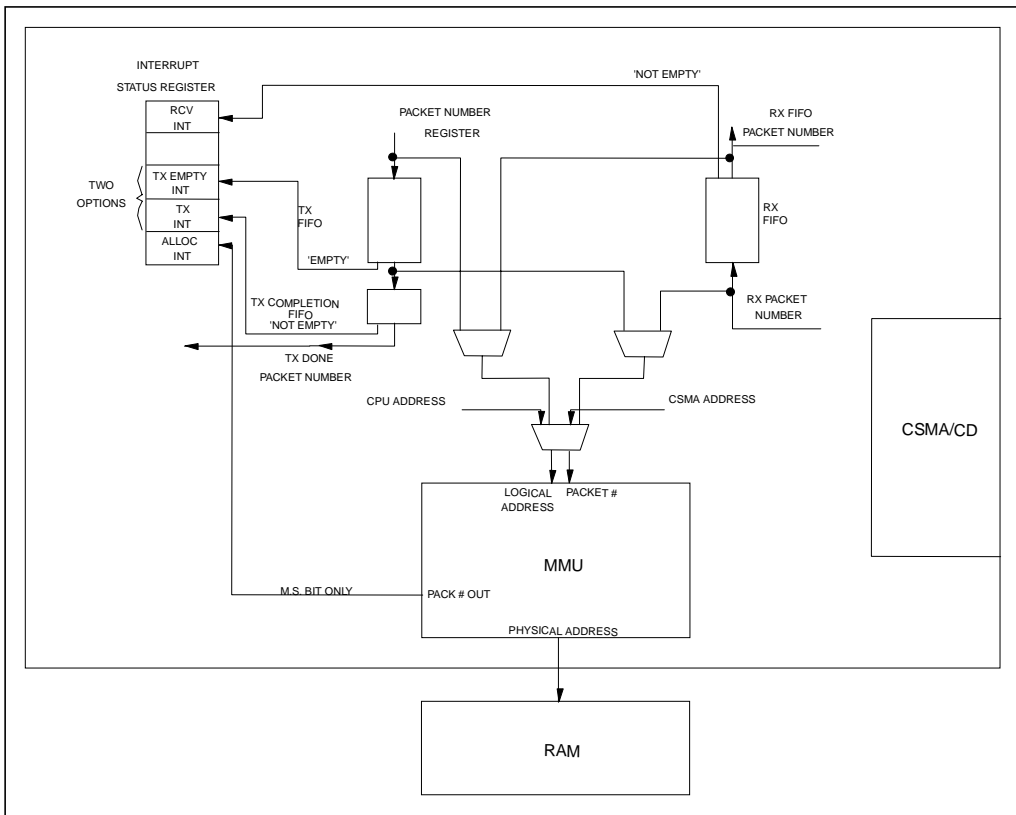 INTERRUPT
STATUS REGISTER
RCV
INT
TX EMPTY
INT
TX
INT
ALLOC
INT
TWO
OPTIONS
'NOT EMPTY'
PACKET NUMBER
REGISTER
RX FIFO
PACKET NUMBER
TX
FIFO
RX
FIFO
'EMPTY'
TX COMPLETION
FIFO
'NOT EMPTY'
RX PACKET
NUMBER
TX DONE
PACKET NUMBER
CPU ADDRESS
CSMA ADDRESS
CSMA/CD
LOGICAL
ADDRESS
PACKET #
MMU
M.S. BIT ONLY
PACK # OUT
PHYSICAL ADDRESS
RAM